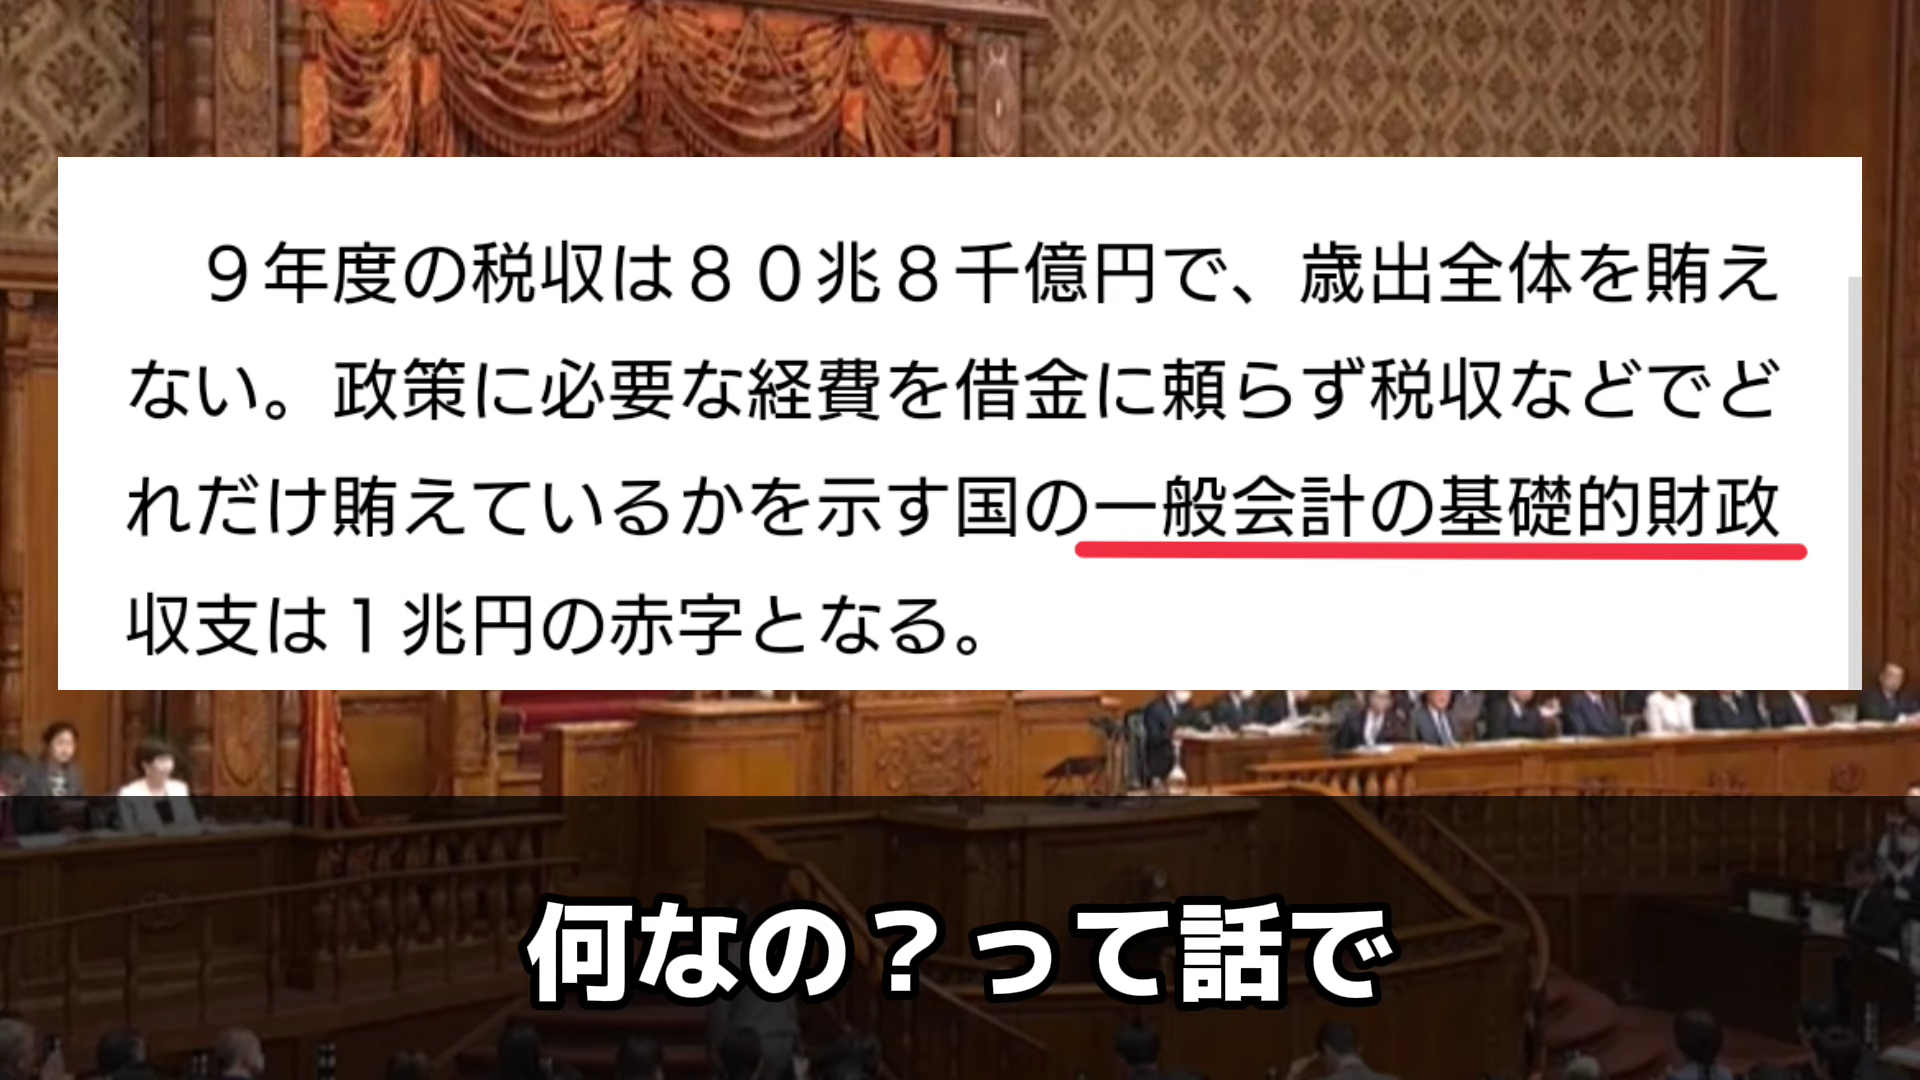 ９年度の税収は８０兆８千億円で、歳出全体を賄え
ない。政策に必要な経費を借金に頼らず税収などでど
れだけ賄えているかを示す国の一般会計の基礎的財政
収支は１兆円の赤字となる。
何なの？って話で